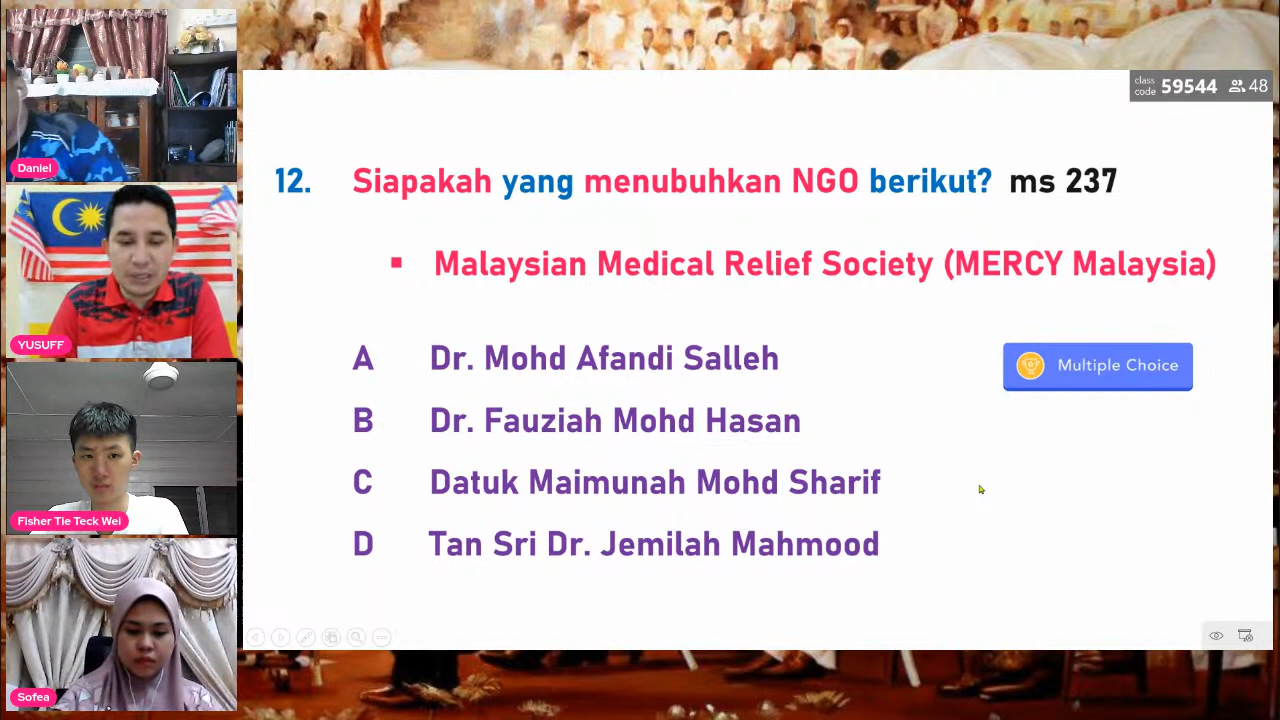 Daniel
YUSUFF
Fisher Tie Teck Wei
Sofea
class code 59544 48
12. Siapakah yang menubuhkan NGO berikut? ms 237
▪ Malaysian Medical Relief Society (MERCY Malaysia)
A Dr. Mohd Afandi Salleh
B Dr. Fauziah Mohd Hasan
C Datuk Maimunah Mohd Sharif
D Tan Sri Dr. Jemilah Mahmood
Multiple Choice